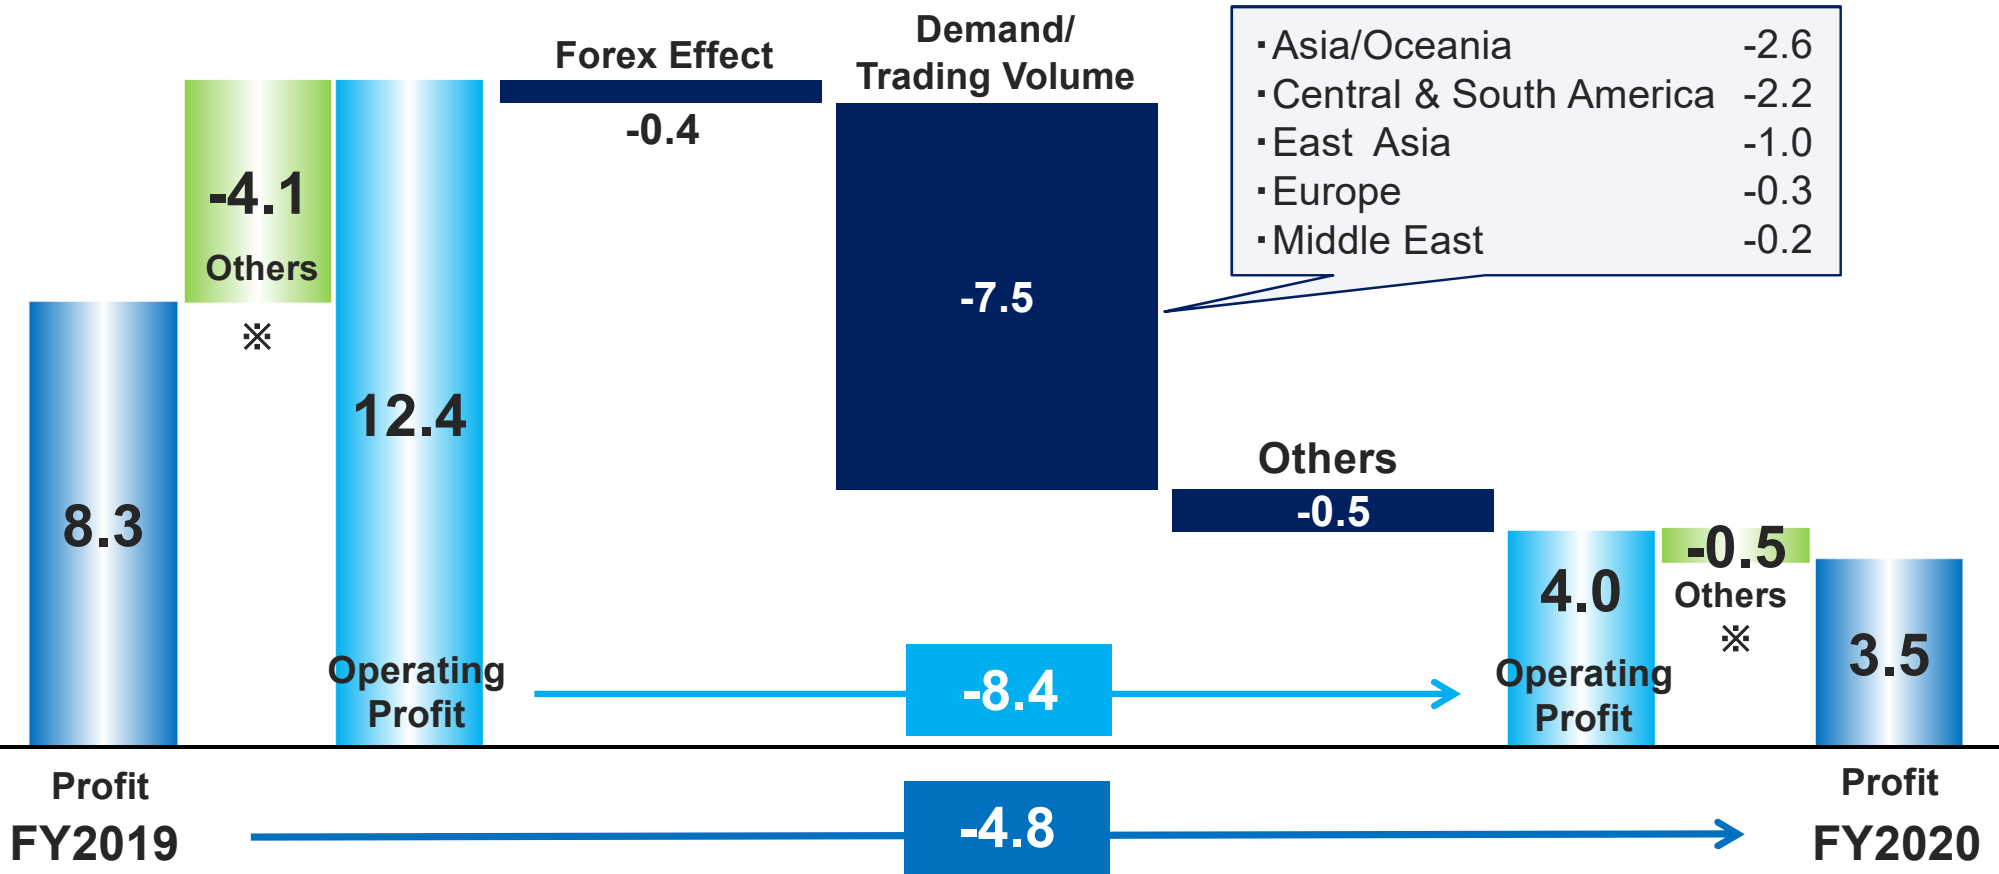 -4.1
Others
※
8.3
12.4
Operating
Profit
Forex Effect
-0.4
Demand/
Trading Volume
-7.5
・Asia/Oceania -2.6
・Central & South America -2.2
・East Asia -1.0
・Europe -0.3
・Middle East -0.2
Others
-0.5
-8.4
4.0
Operating
Profit
-0.5
Others
※
3.5
Profit
FY2019
-4.8
Profit
FY2020